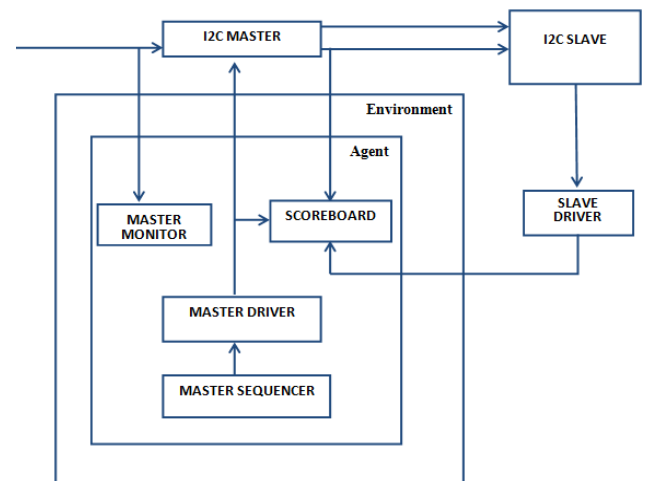 I2C MASTER
I2C SLAVE
Environment
Agent
MASTER
MONITOR
SCOREBOARD
SLAVE
DRIVER
MASTER DRIVER
MASTER SEQUENCER